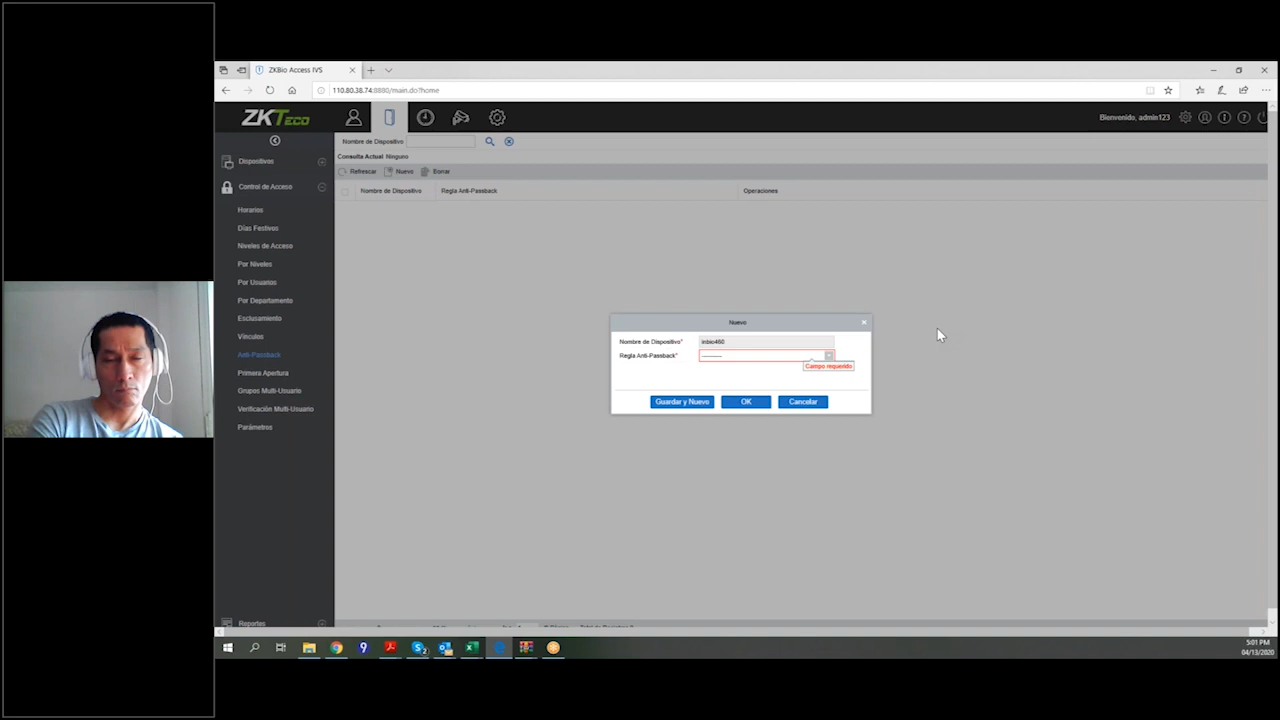 ZKBio Access IVS
110.80.38.74:8880/main.do?home
ZKTeco
Bienvenido, admin123
Nombre de Dispositivo
Consulta Actual Ninguno
Refrescar Nuevo Borrar
Nombre de Dispositivo Regla Anti-Passback Operaciones
Dispositivos
Control de Acceso
Horarios
Días Festivos
Niveles de Acceso
Por Niveles
Por Usuarios
Por Departamento
Esclusamiento
Vínculos
Anti-Passback
Primera Apertura
Grupos Multi-Usuario
Verificación Multi-Usuario
Parámetros
Reportes
Nuevo
Nombre de Dispositivo* inbio460
Regla Anti-Passback* ----------
Campo requerido
Guardar y Nuevo OK Cancelar
5:01 PM
04/13/2020